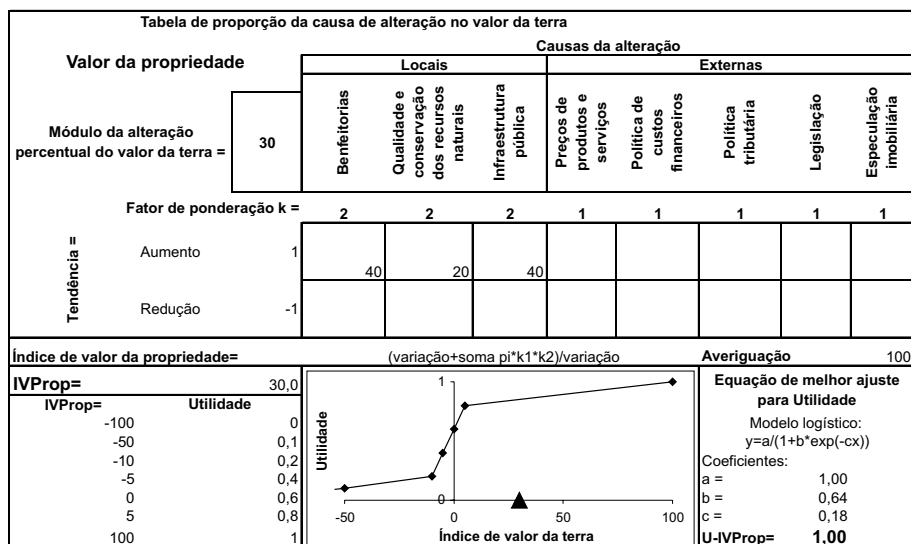 Tabela de proporção da causa de alteração no valor da terra
Valor da propriedade
Causas da alteração
Locais
Externas
Módulo da alteração
percentual do valor da terra =
30
Benfeitorias
Qualidade e
conservação
dos recursos
naturais
Infraestrutura
pública
Preços de
produtos e
serviços
Política de
custos
financeiros
Política
tributária
Legislação
Especulação
imobiliária
Fator de ponderação k = 2 2 2 1 1 1 1 1
Tendência =
Aumento 1 40 20 40
Redução -1
Índice de valor da propriedade= (variação+soma pi*k1*k2)/variação Averiguação 100
IVProp= 30,0
IVProp= Utilidade
-100 0
-50 0,1
-10 0,2
-5 0,4
0 0,6
5 0,8
100 1
Utilidade
1
0
-50 0 50 100
Índice de valor da terra
Equação de melhor ajuste
para Utilidade
Modelo logístico:
y=a/(1+b*exp(-cx))
Coeficientes:
a = 1,00
b = 0,64
c = 0,18
U-IVProp= 1,00